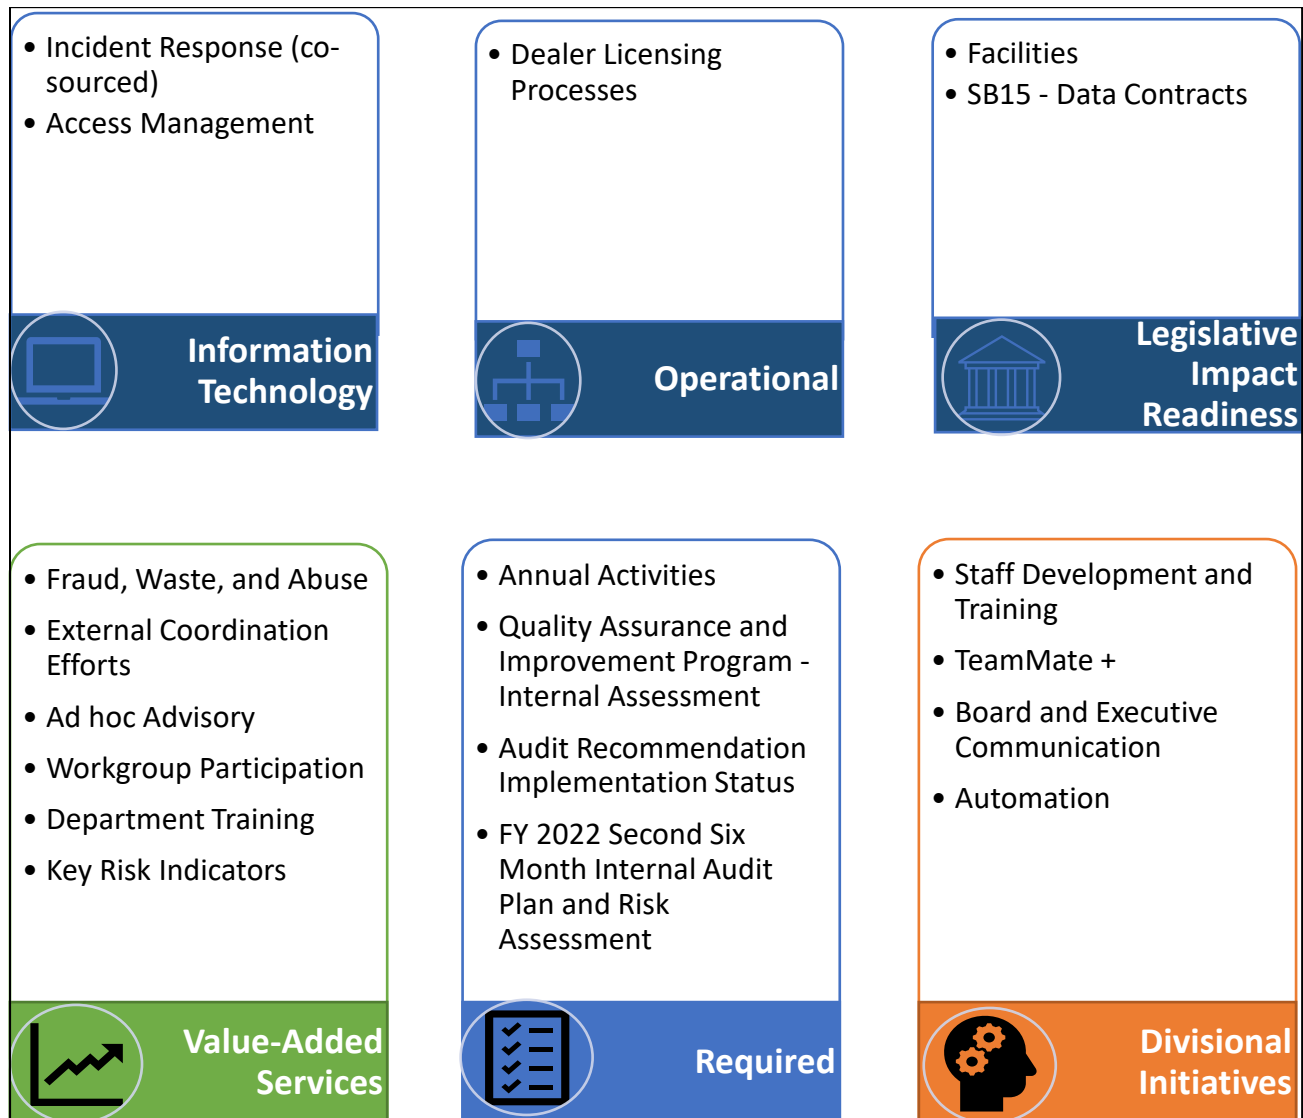 • Incident Response (co-
sourced)
• Access Management
Information
Technology
• Dealer Licensing
Processes
Operational
• Facilities
• SB15 - Data Contracts
Legislative
Impact
Readiness
• Fraud, Waste, and Abuse
• External Coordination
Efforts
• Ad hoc Advisory
• Workgroup Participation
• Department Training
• Key Risk Indicators
Value-Added
Services
• Annual Activities
• Quality Assurance and
Improvement Program -
Internal Assessment
• Audit Recommendation
Implementation Status
• FY 2022 Second Six
Month Internal Audit
Plan and Risk
Assessment
Required
• Staff Development and
Training
• TeamMate +
• Board and Executive
Communication
• Automation
Divisional
Initiatives